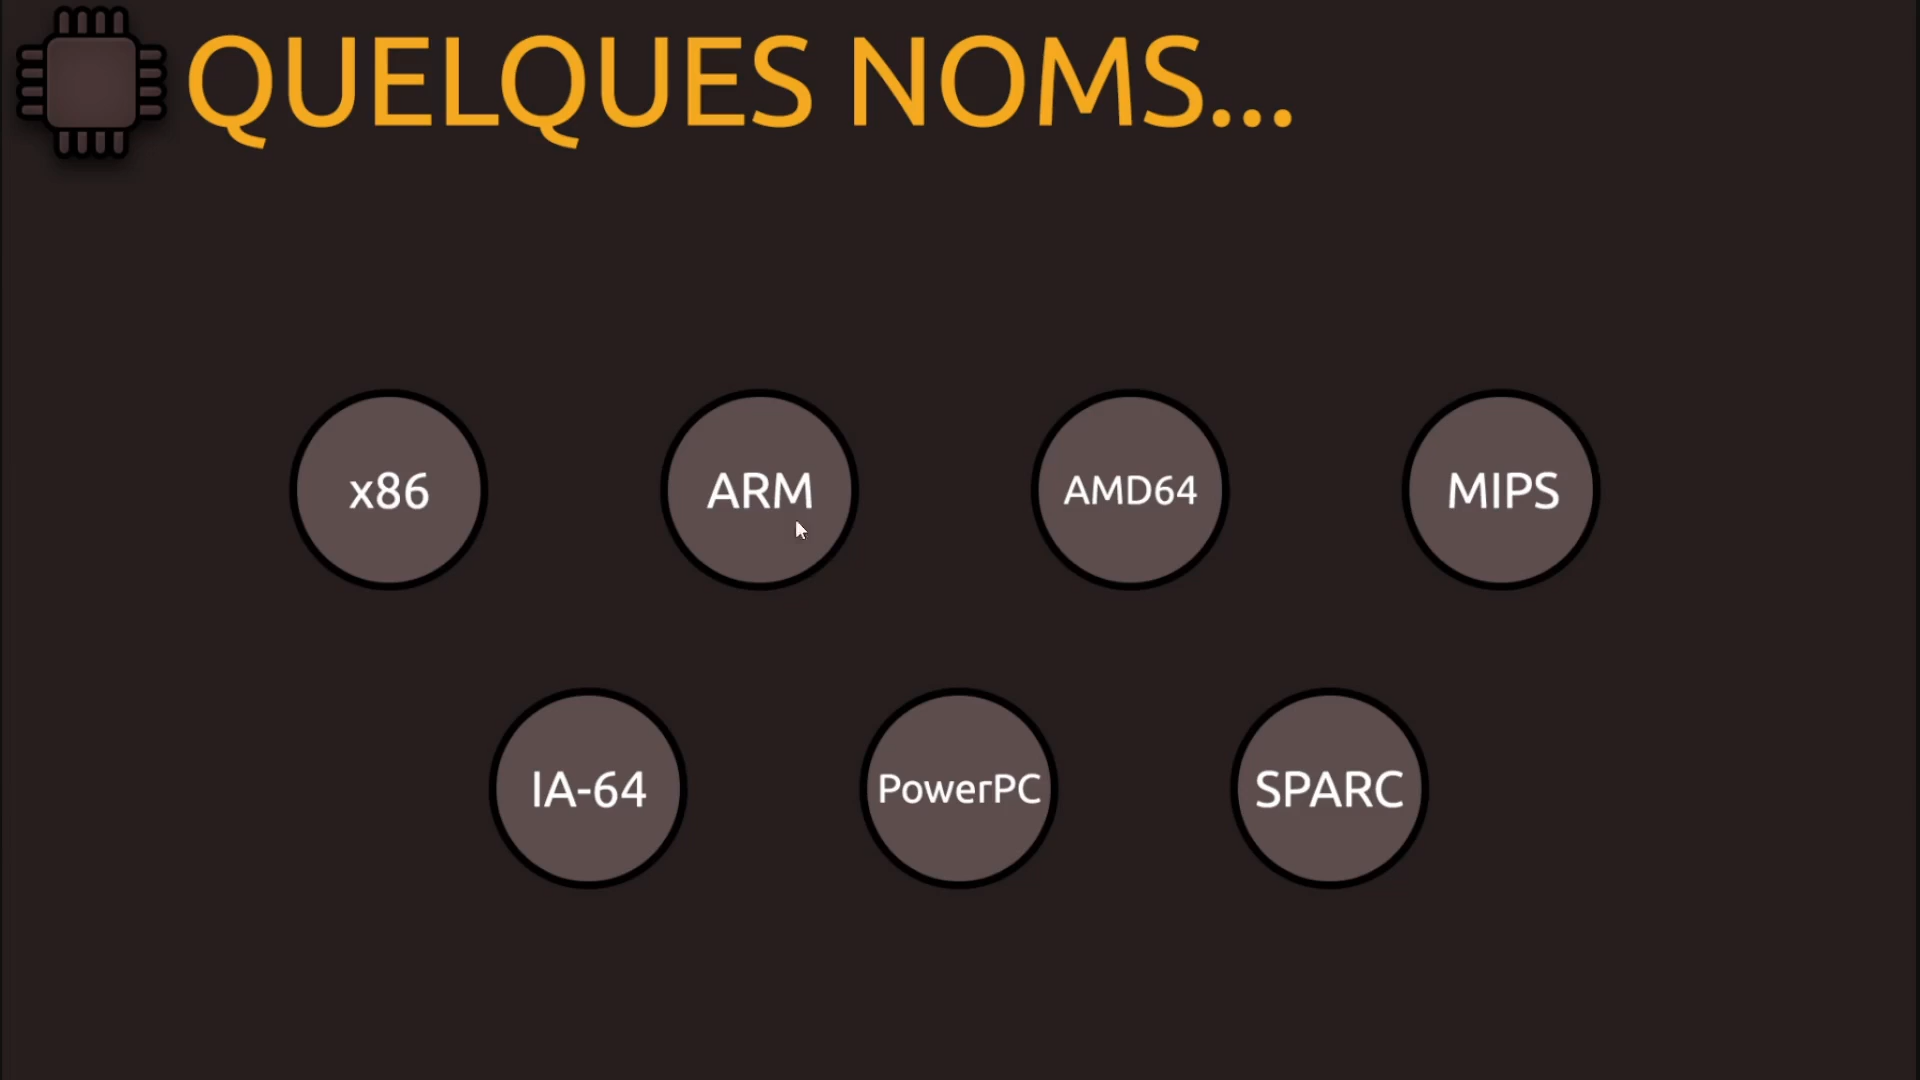 QUELQUES NOMS...
x86
ARM
AMD64
MIPS
IA-64
PowerPC
SPARC